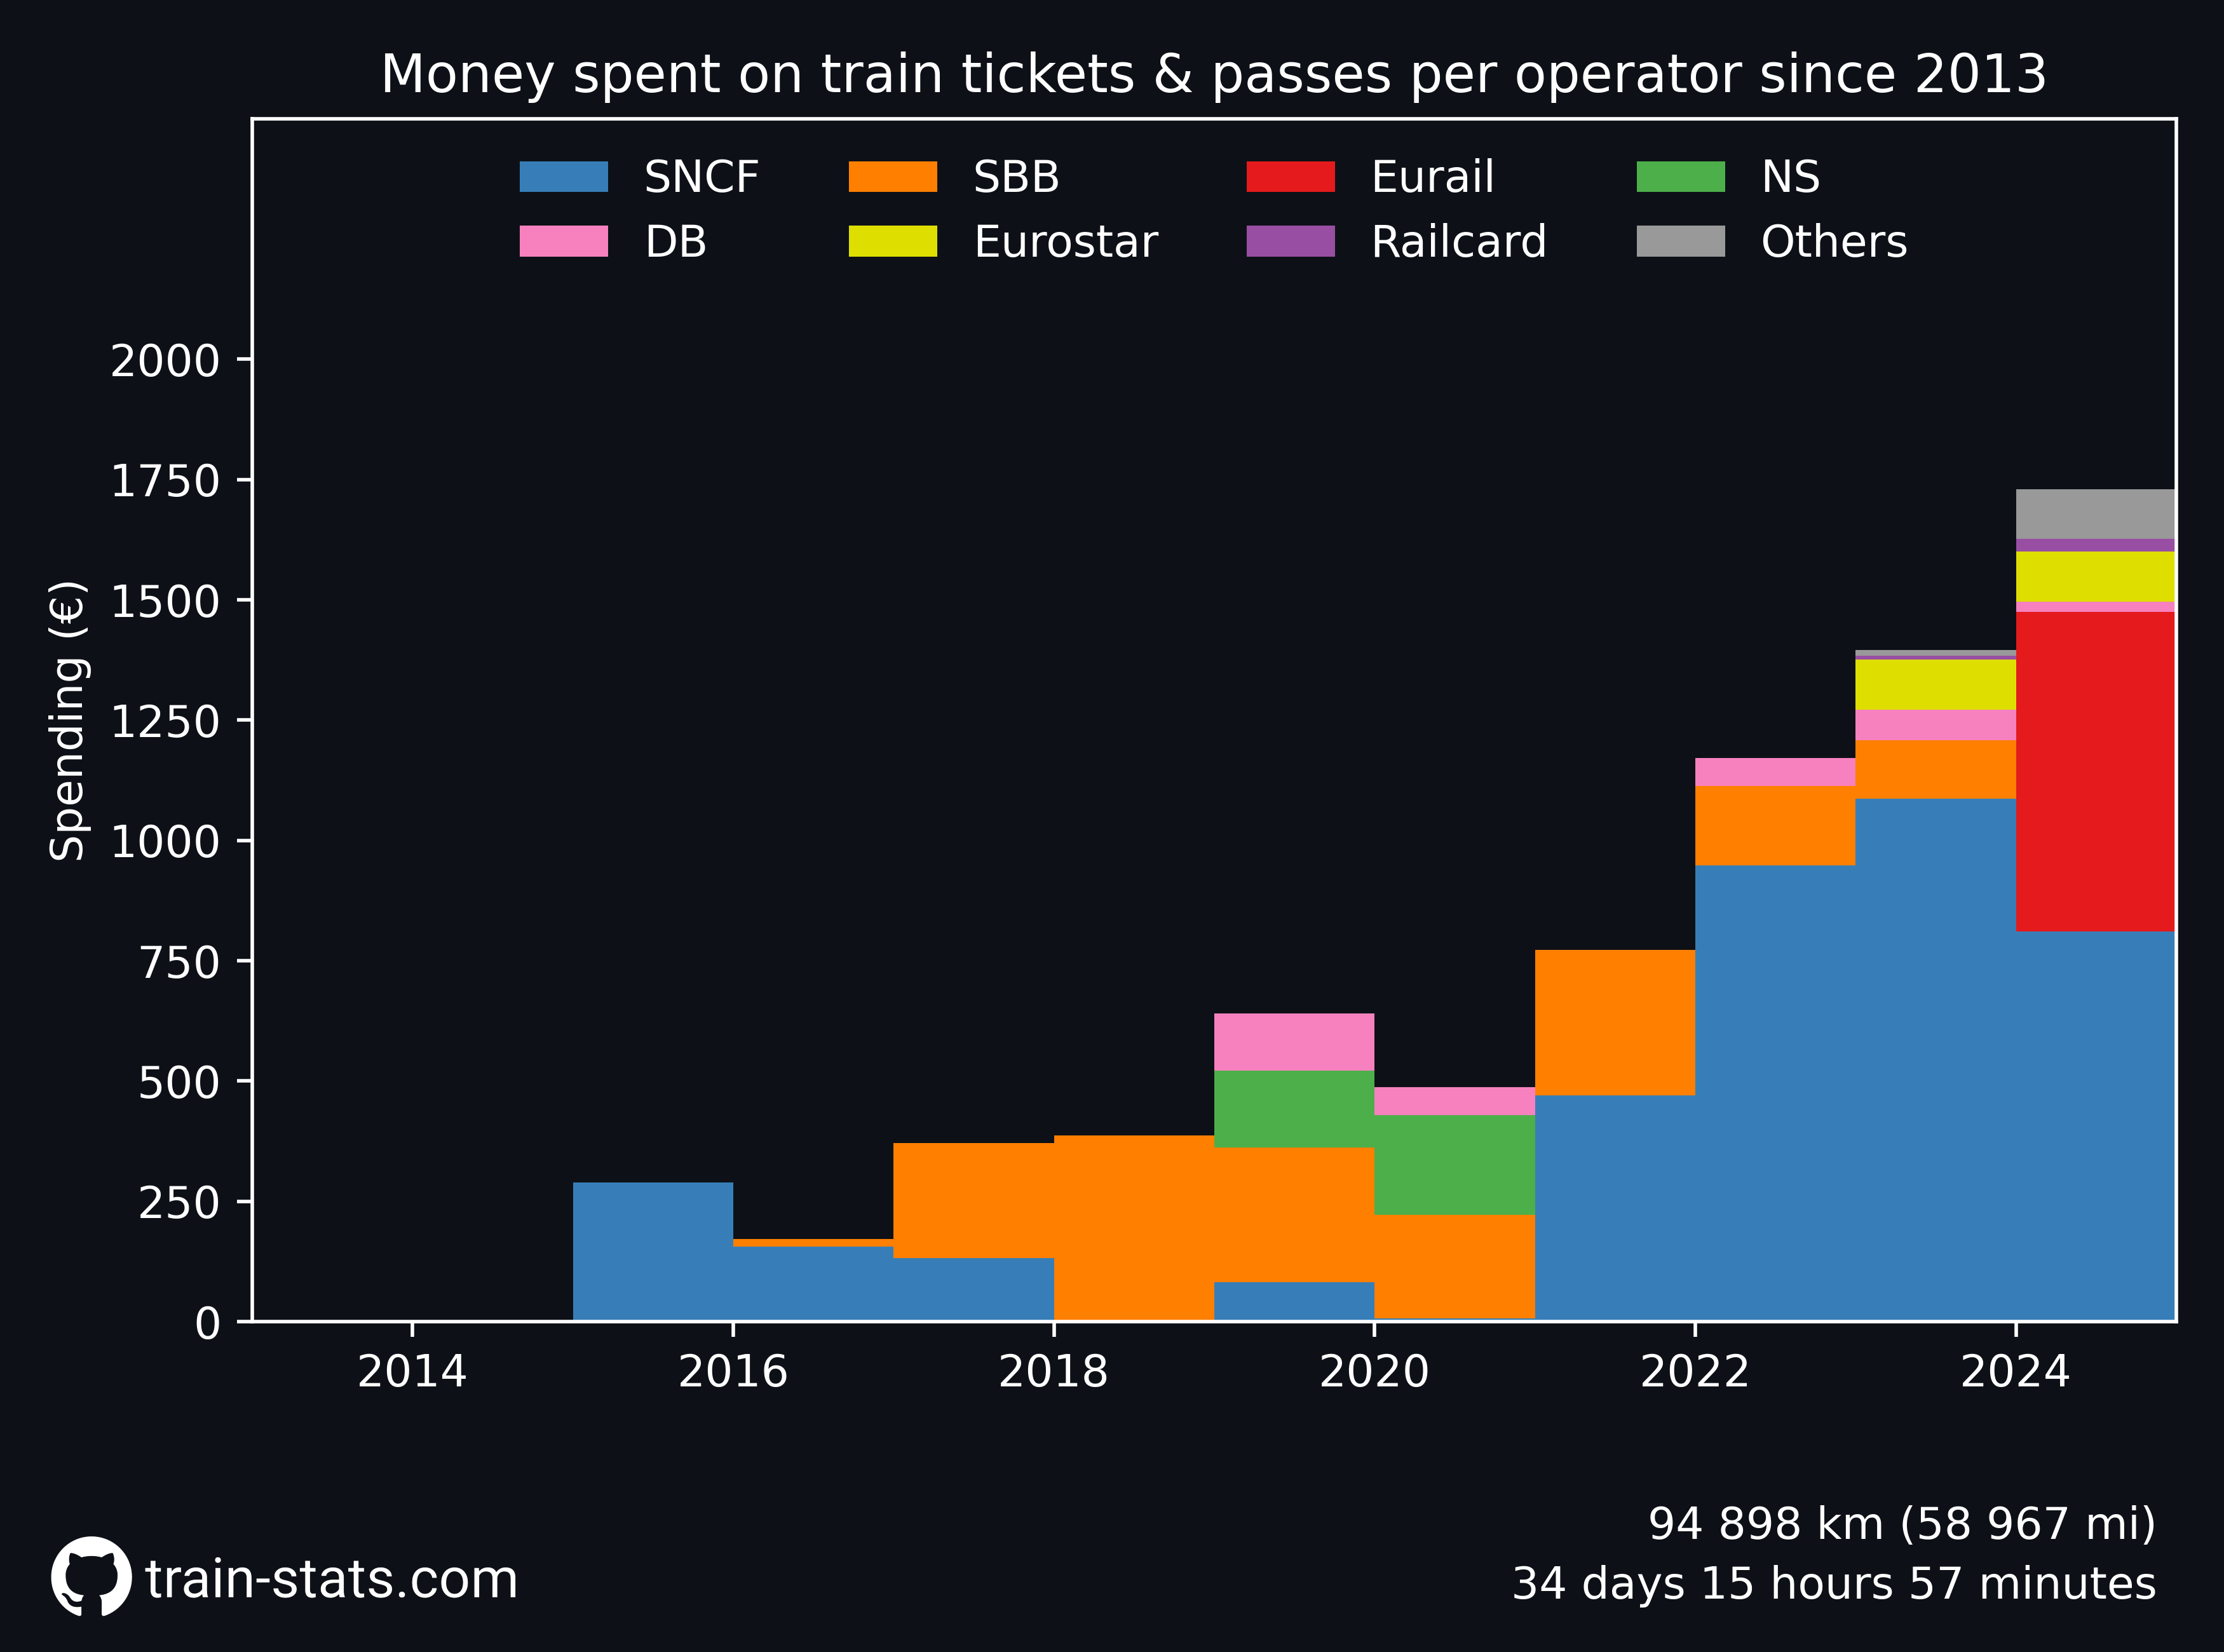 Money spent on train tickets & passes per operator since 2013
SNCF SBB Eurail NS
DB Eurostar Railcard Others
Spending (€)
2000
1750
1500
1250
1000
750
500
250
0
2014 2016 2018 2020 2022 2024
94 898 km (58 967 mi)
train-stats.com
34 days 15 hours 57 minutes